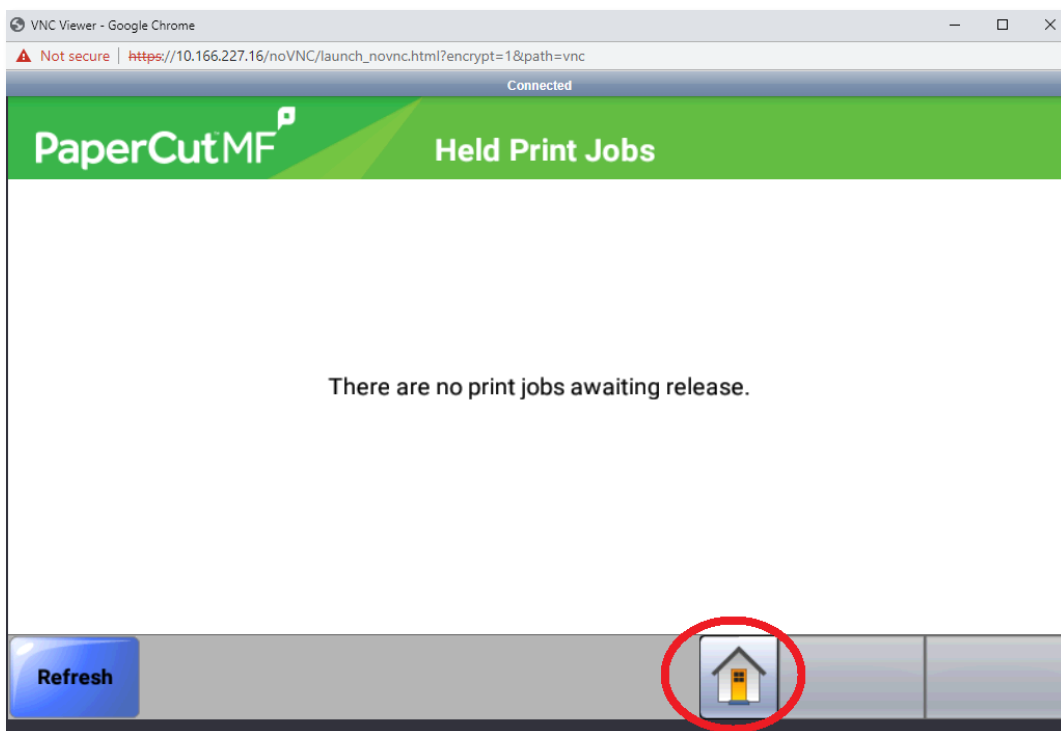 VNC Viewer - Google Chrome
Not secure | https://10.166.227.16/noVNC/launch_novnc.html?encrypt=1&path=vnc
Connected
PaperCut™MF
Held Print Jobs
There are no print jobs awaiting release.
Refresh